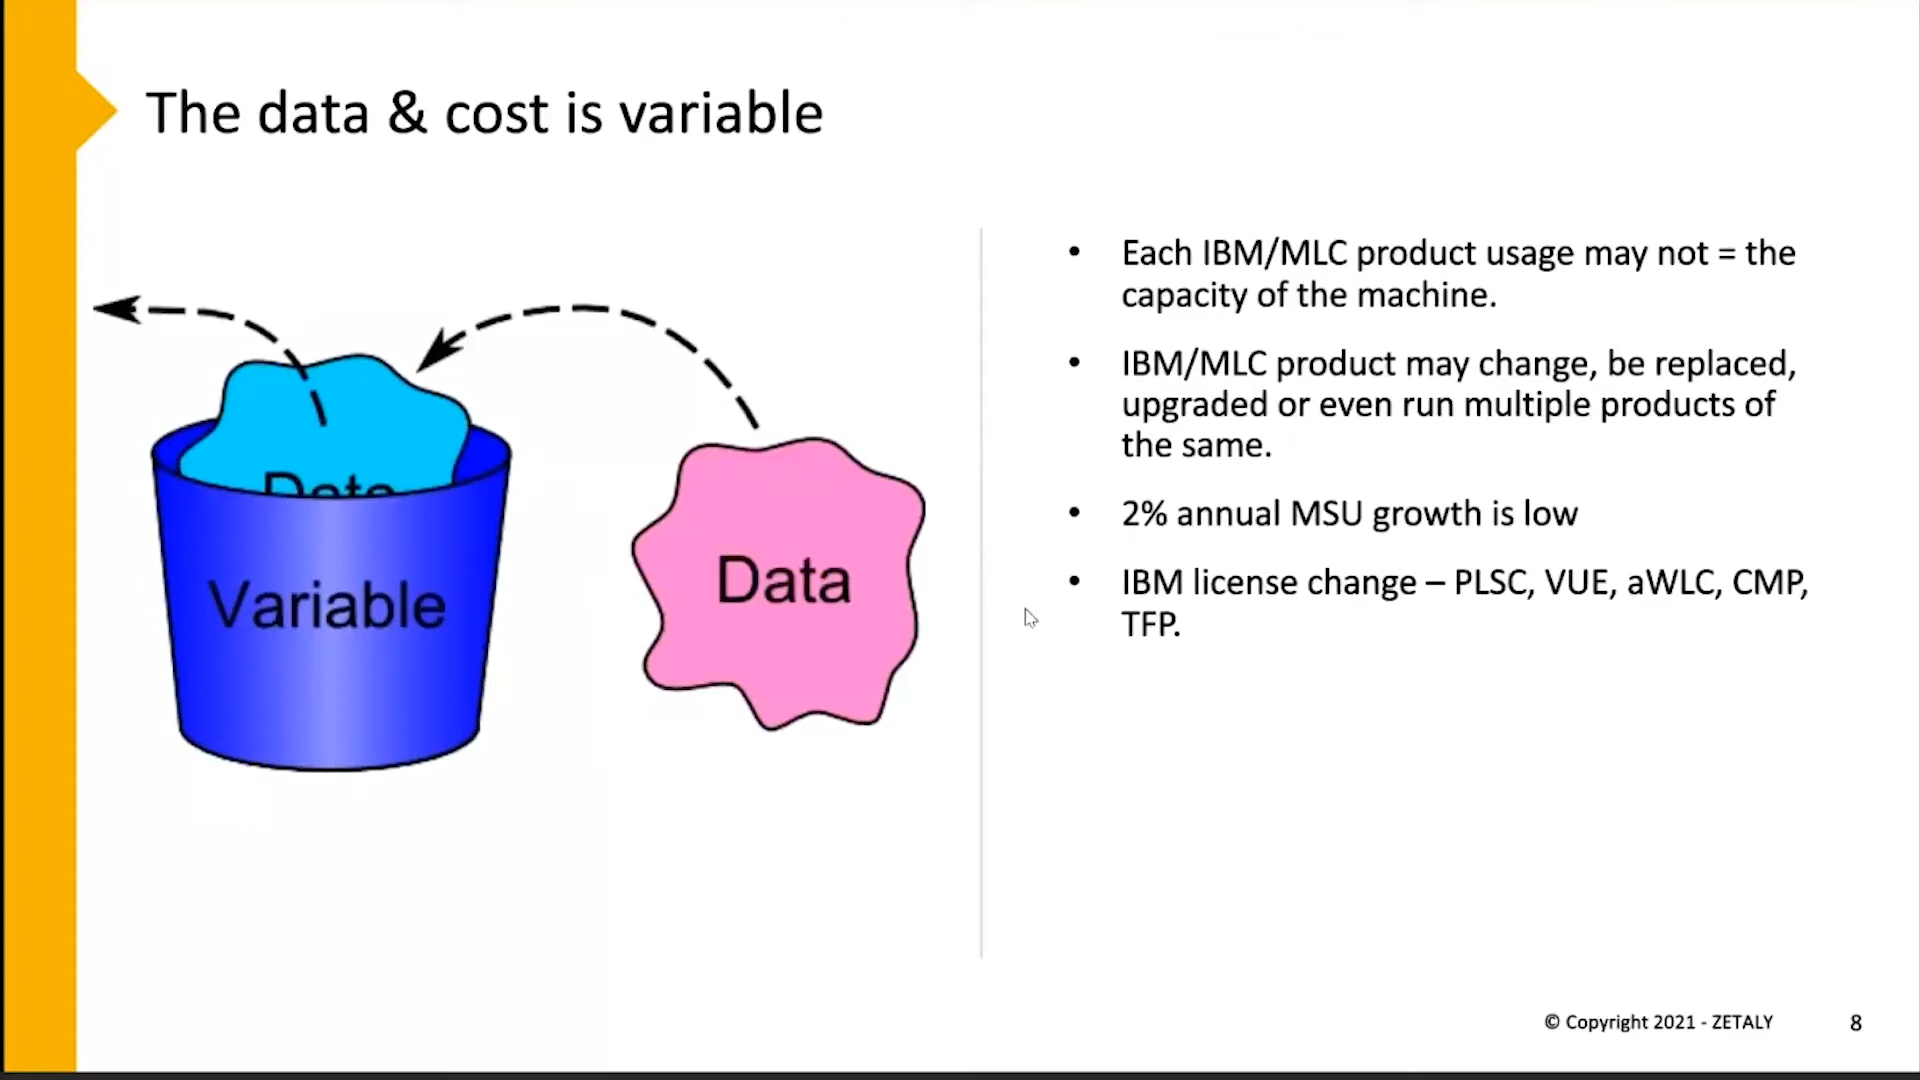 The data & cost is variable
Data
Variable
Data
• Each IBM/MLC product usage may not = the
capacity of the machine.
• IBM/MLC product may change, be replaced,
upgraded or even run multiple products of
the same.
• 2% annual MSU growth is low
• IBM license change – PLSC, VUE, aWLC, CMP,
TFP.
© Copyright 2021 - ZETALY
8